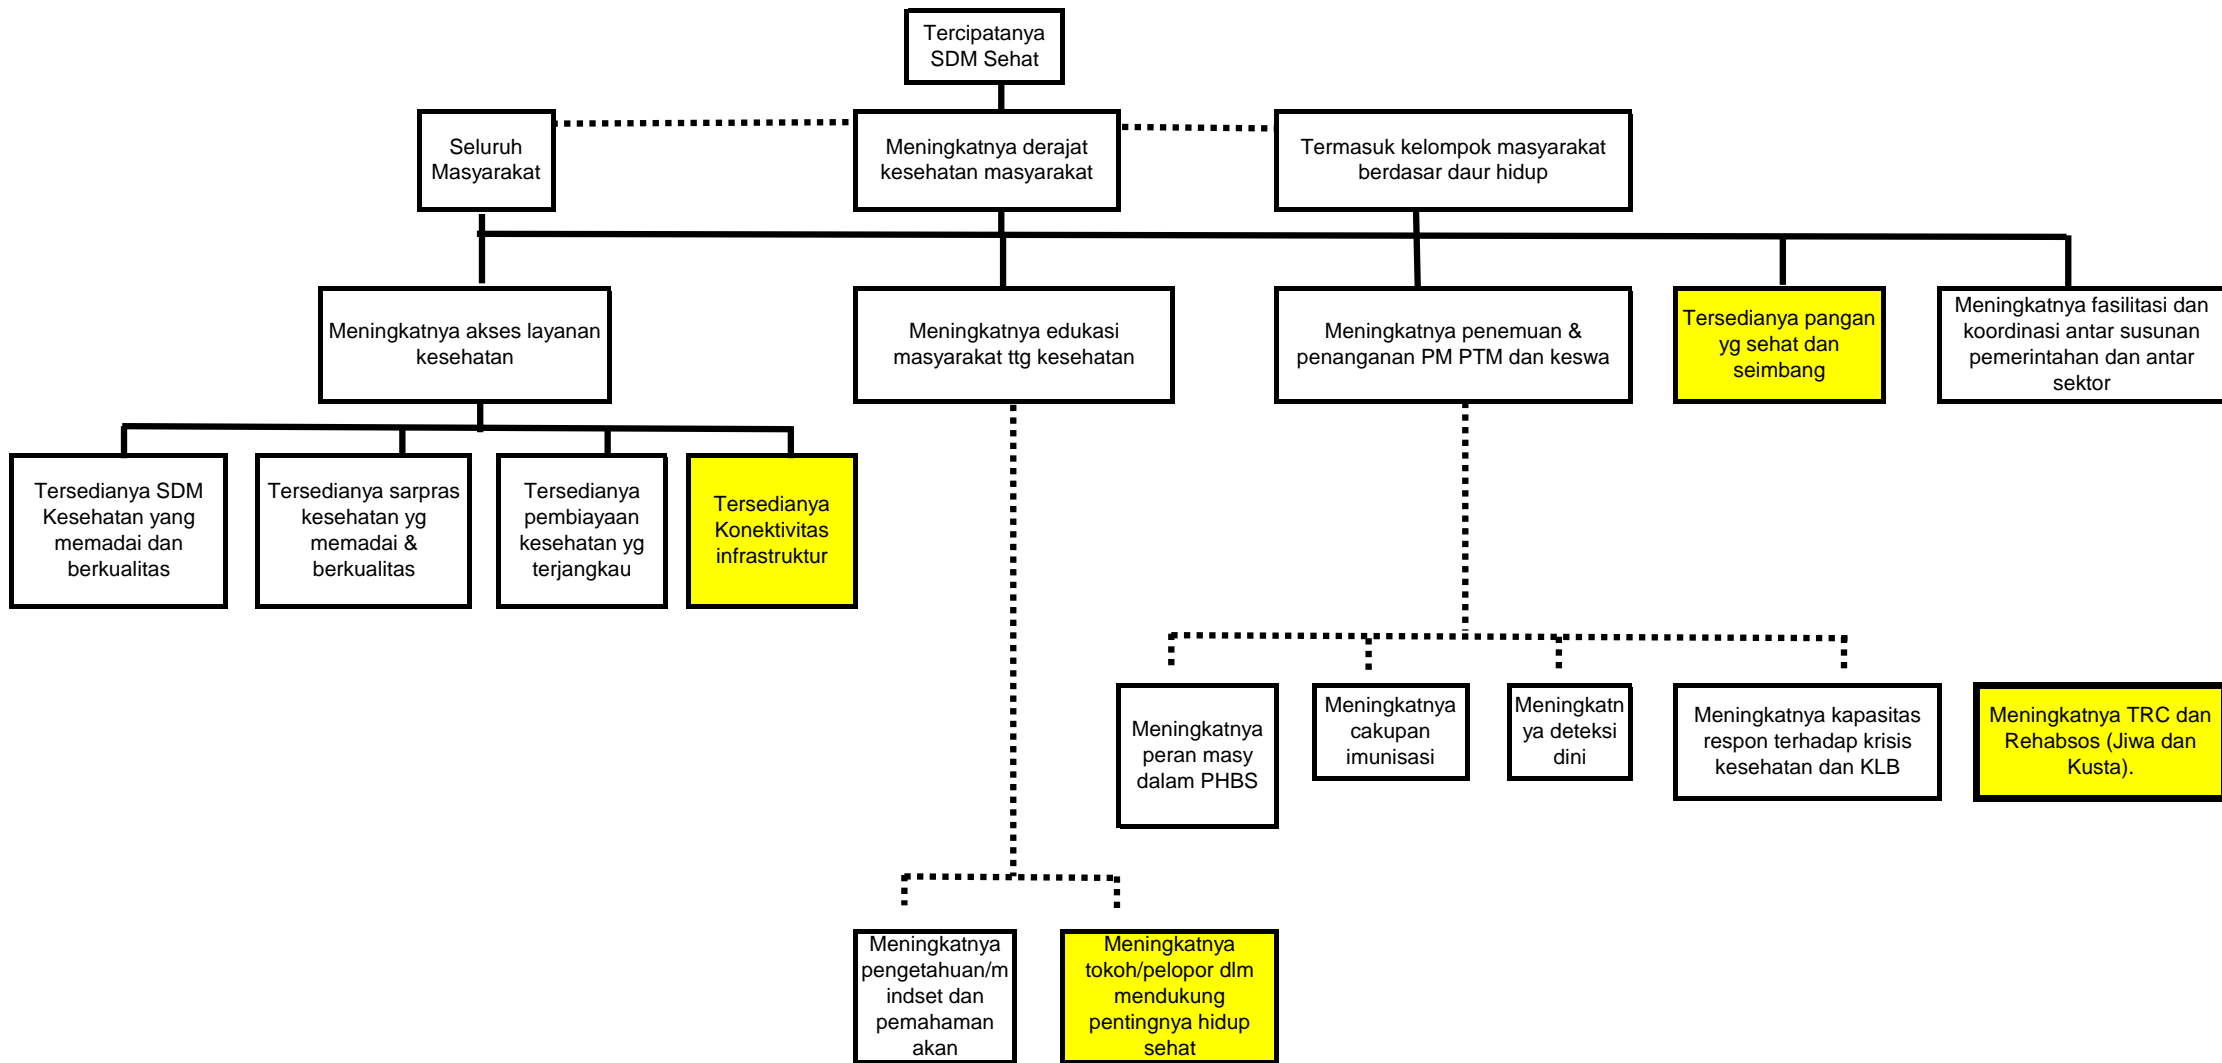 Tercipatanya
SDM Sehat
Seluruh
Masyarakat
Meningkatnya derajat
kesehatan masyarakat
Termasuk kelompok masyarakat
berdasar daur hidup
Meningkatnya akses layanan
kesehatan
Meningkatnya edukasi
masyarakat ttg kesehatan
Meningkatnya penemuan &
penanganan PM PTM dan keswa
Tersedianya pangan
yg sehat dan
seimbang
Meningkatnya fasilitasi dan
koordinasi antar susunan
pemerintahan dan antar
sektor
Tersedianya SDM
Kesehatan yang
memadai dan
berkualitas
Tersedianya sarpras
kesehatan yg
memadai &
berkualitas
Tersedianya
pembiayaan
kesehatan yg
terjangkau
Tersedianya
Konektivitas
infrastruktur
Meningkatnya
peran masy
dalam PHBS
Meningkatnya
cakupan
imunisasi
Meningkatn
ya deteksi
dini
Meningkatnya kapasitas
respon terhadap krisis
kesehatan dan KLB
Meningkatnya TRC dan
Rehabsos (Jiwa dan
Kusta).
Meningkatnya
pengetahuan/m
indset dan
pemahaman
akan
Meningkatnya
tokoh/pelopor dlm
mendukung
pentingnya hidup
sehat